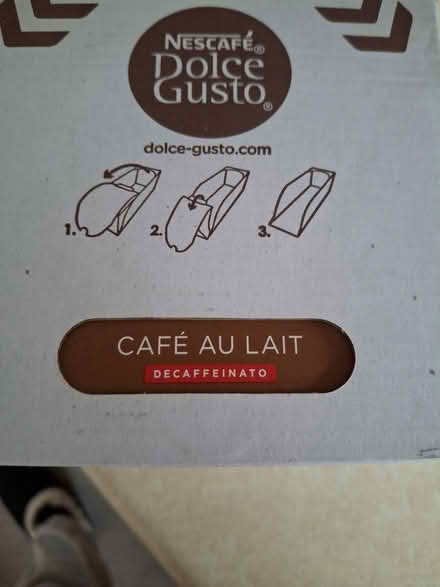 NESCAFÉ®
Dolce
Gusto®
dolce-gusto.com
1. 2. 3.
CAFÉ AU LAIT
DECAFFEINATO